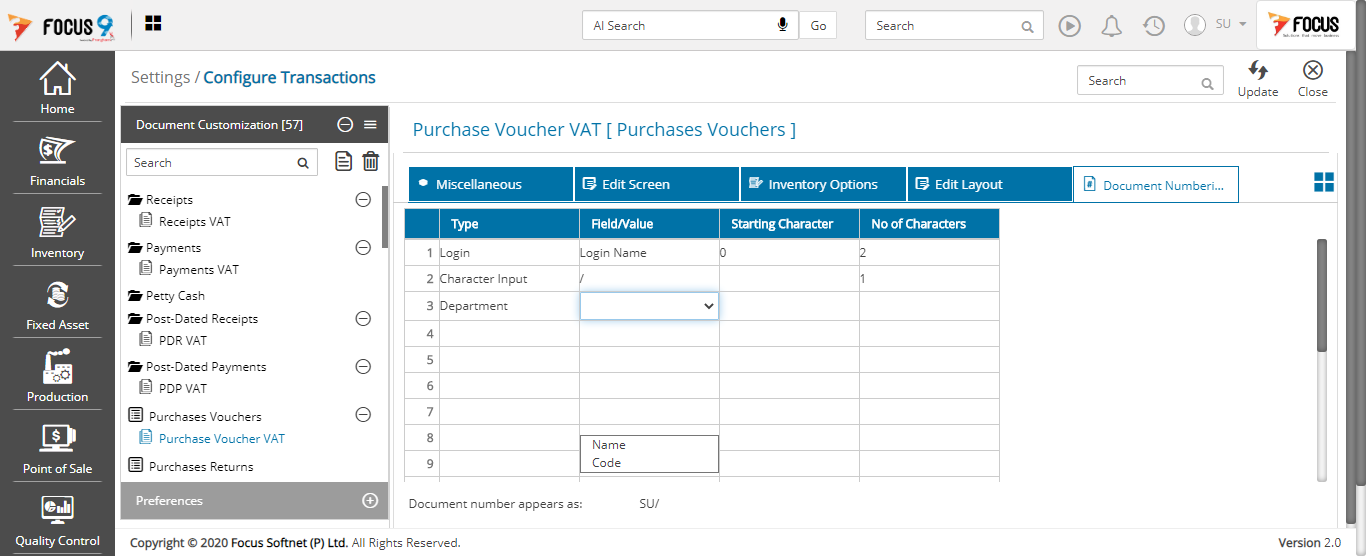 FOCUS 9
AI Search
Go
Search
SU
FOCUS
Home
Financials
Inventory
Fixed Asset
Production
Point of Sale
Quality Control
Settings / Configure Transactions
Search
Update
Close
Document Customization [57]
Search
Receipts
Receipts VAT
Payments
Payments VAT
Petty Cash
Post-Dated Receipts
PDR VAT
Post-Dated Payments
PDP VAT
Purchases Vouchers
Purchase Voucher VAT
Purchases Returns
Preferences
Purchase Voucher VAT [ Purchases Vouchers ]
Miscellaneous
Edit Screen
Inventory Options
Edit Layout
Document Numberi...
Type Field/Value Starting Character No of Characters
1 Login Login Name 0 2
2 Character Input / 1
3 Department
4
5
6
7
8
9
Name
Code
Document number appears as: SU/
Copyright © 2020 Focus Softnet (P) Ltd. All Rights Reserved.
Version 2.0